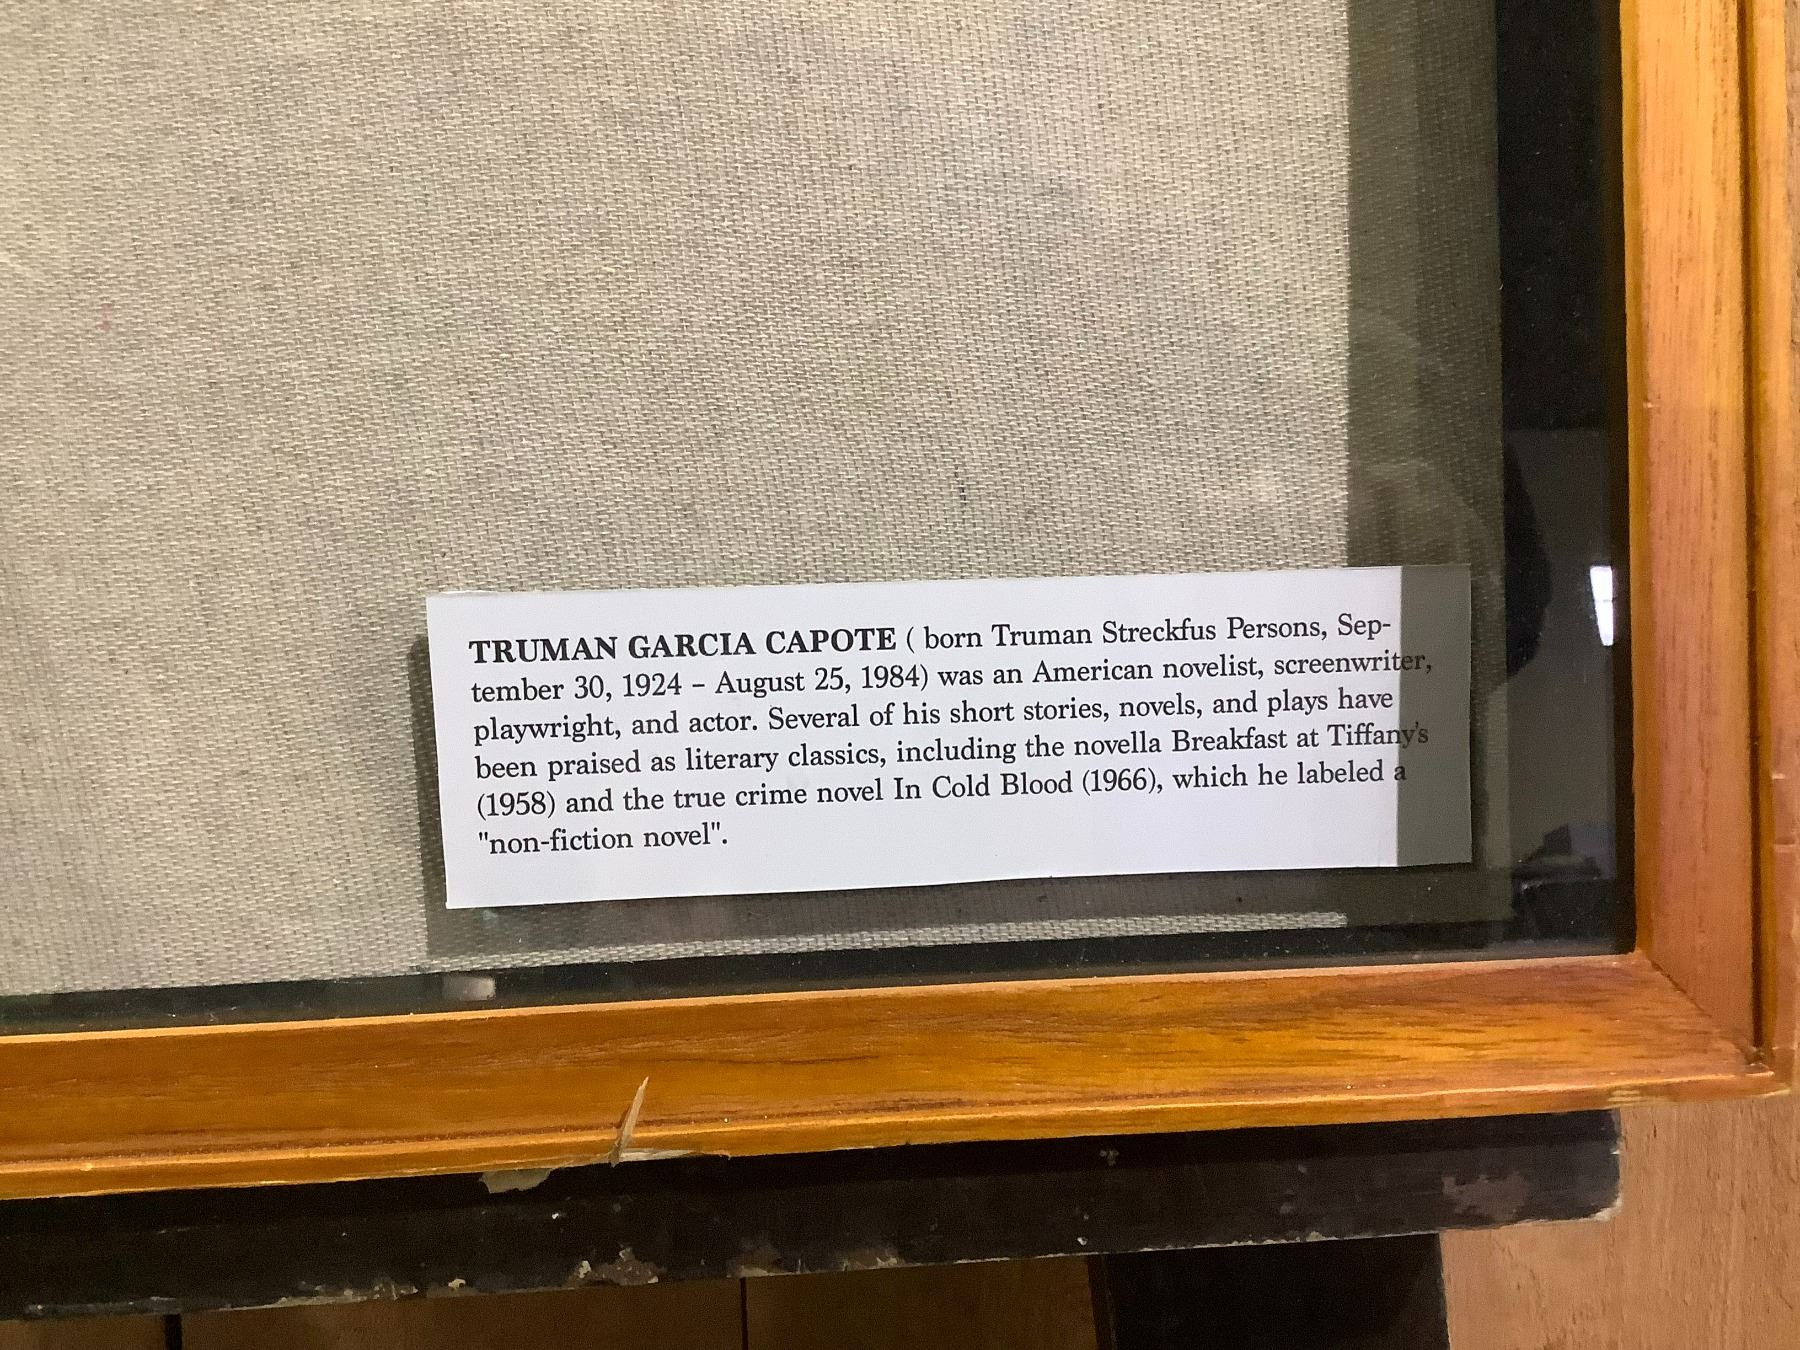 TRUMAN GARCIA CAPOTE ( born Truman Streckfus Persons, Sep-
tember 30, 1924 – August 25, 1984) was an American novelist, screenwriter,
playwright, and actor. Several of his short stories, novels, and plays have
been praised as literary classics, including the novella Breakfast at Tiffany's
(1958) and the true crime novel In Cold Blood (1966), which he labeled a
"non-fiction novel".